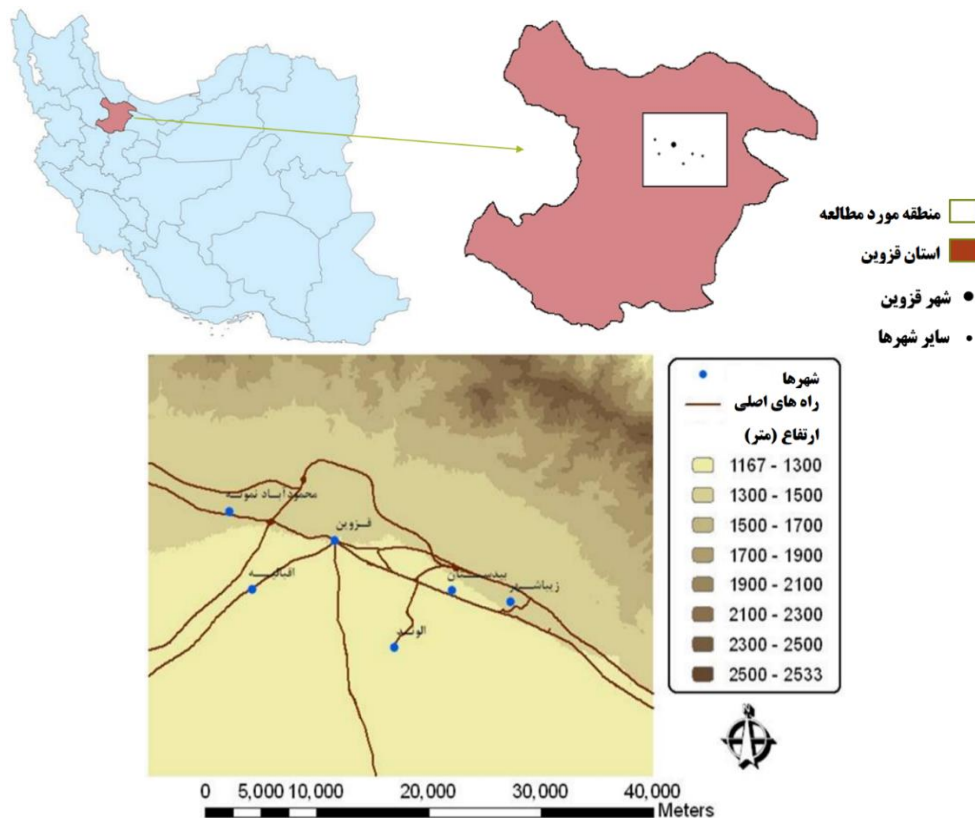 منطقه مورد مطالعه
استان قزوین
شهر قزوین
سایر شهرها
شهرها
راه های اصلی
ارتفاع (متر)
1167 - 1300
1300 - 1500
1500 - 1700
1700 - 1900
1900 - 2100
2100 - 2300
2300 - 2500
2500 - 2533
محمودآباد نمونه
قزوین
اقبالیه
بیدستان
زیباشهر
الوند
0 5,000 10,000 20,000 30,000 40,000
Meters